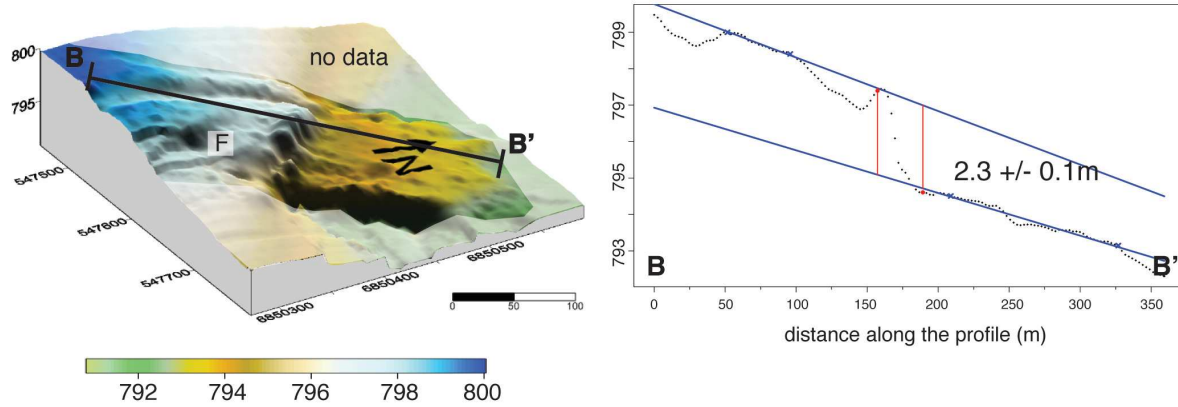 800
795
B
no data
F
B'
N
547500
547600
547700
6850300
6850400
6850500
0 50 100
792 794 796 798 800
799
797
795
793
2.3 +/- 0.1m
B B'
0 50 100 150 200 250 300 350
distance along the profile (m)